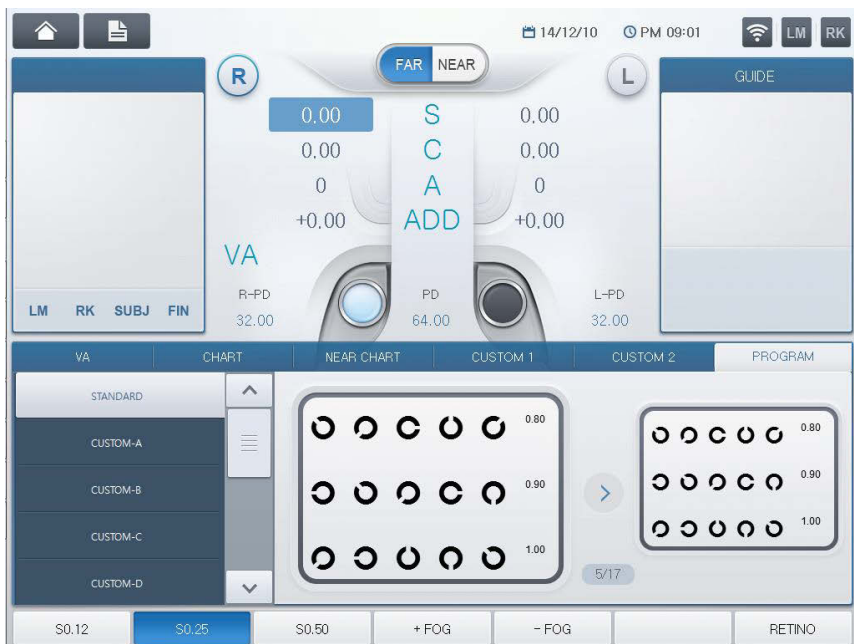 14/12/10 PM 09:01 LM RK
FAR NEAR
R
L
GUIDE
0.00 S 0.00
0.00 C 0.00
0 A 0
+0.00 ADD +0.00
VA
R-PD PD L-PD
32.00 64.00 32.00
LM RK SUBJ FIN
VA CHART NEAR CHART CUSTOM 1 CUSTOM 2 PROGRAM
STANDARD
CUSTOM-A
CUSTOM-B
CUSTOM-C
CUSTOM-D
0.80
0.90
1.00
>
0.80
0.90
1.00
5/17
S0.12 S0.25 S0.50 + FOG - FOG RETINO